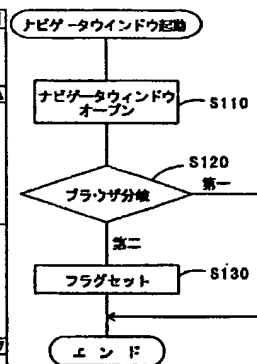 ナビゲータウインドウ起動
ナビゲータウィンドウ
オープン
S110
S120
ブラウザ分岐
第一
第二
フラグセット
S130
エンド